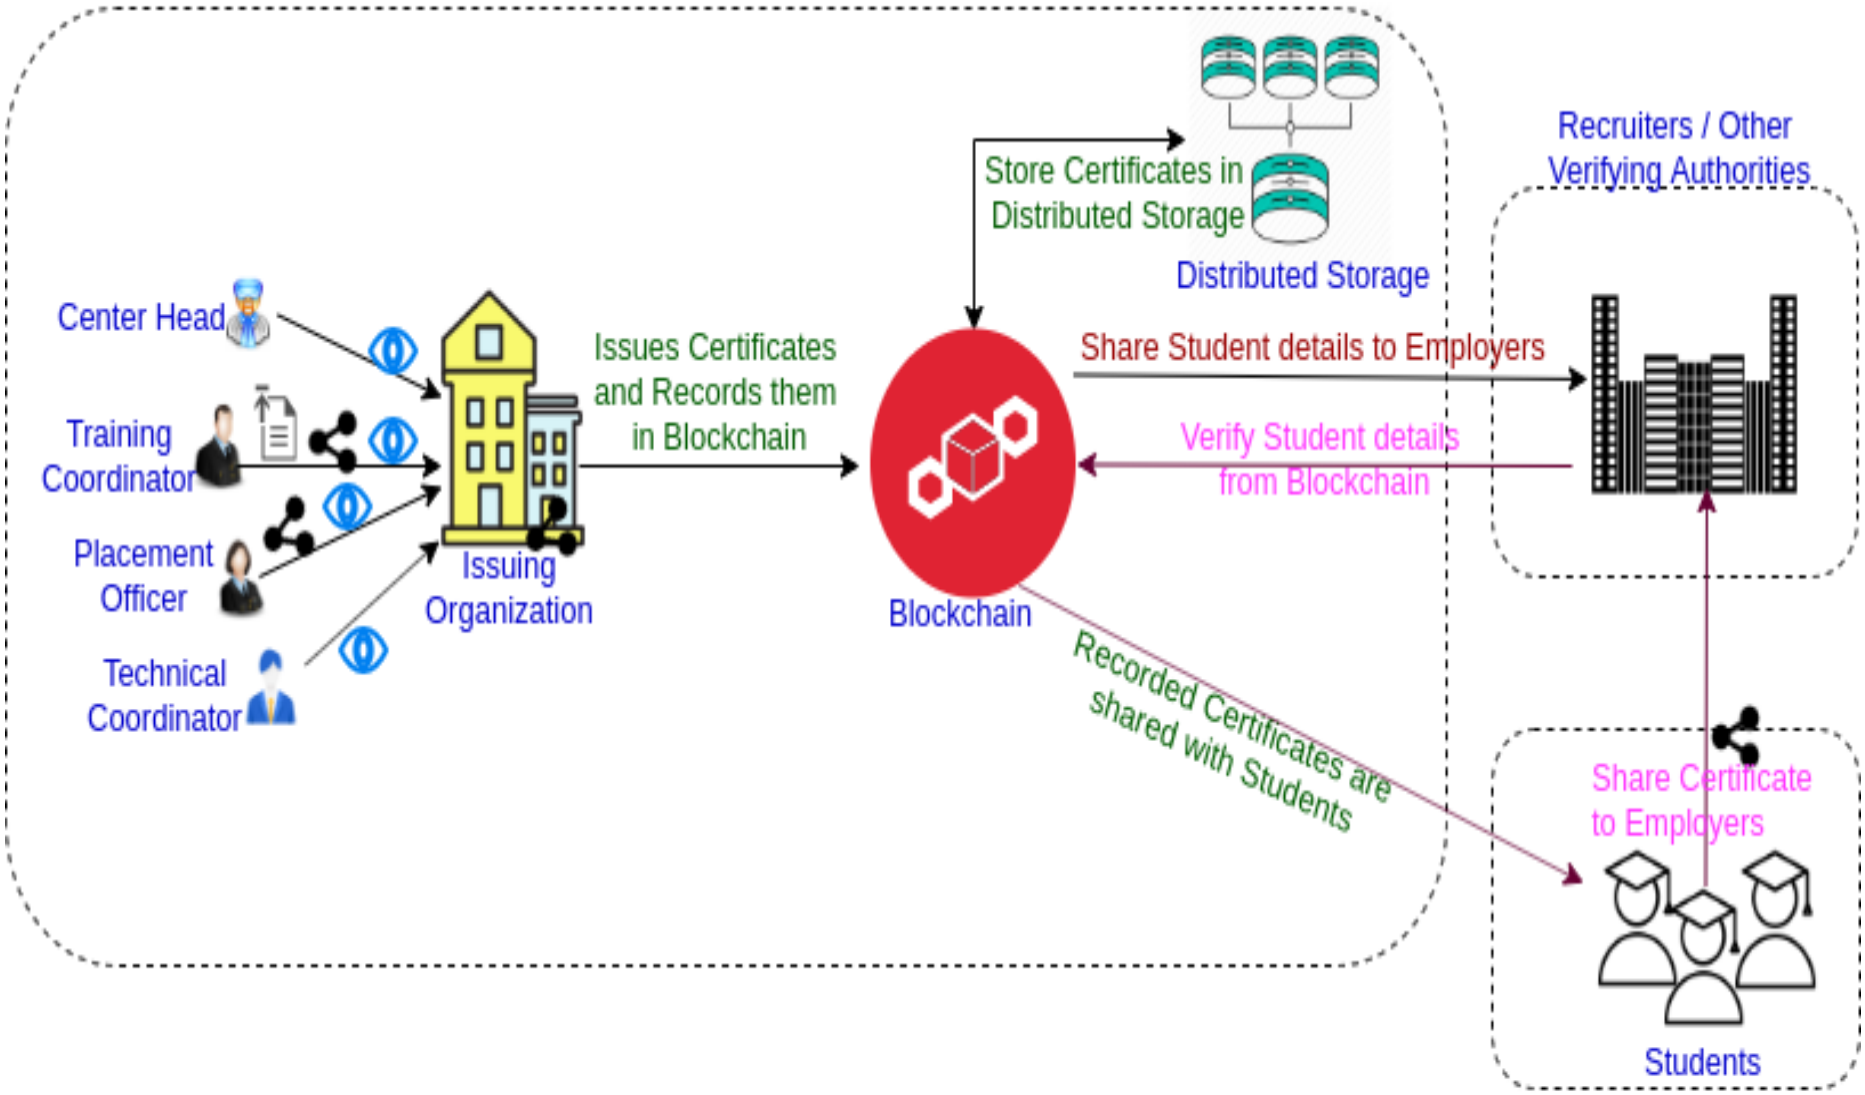 Recruiters / Other
Verifying Authorities
Store Certificates in
Distributed Storage
Distributed Storage
Center Head
Issues Certificates
and Records them
in Blockchain
Share Student details to Employers
Training
Coordinator
Verify Student details
from Blockchain
Placement
Officer
Issuing
Organization
Blockchain
Technical
Coordinator
Recorded Certificates are
shared with Students
Share Certificate
to Employers
Students